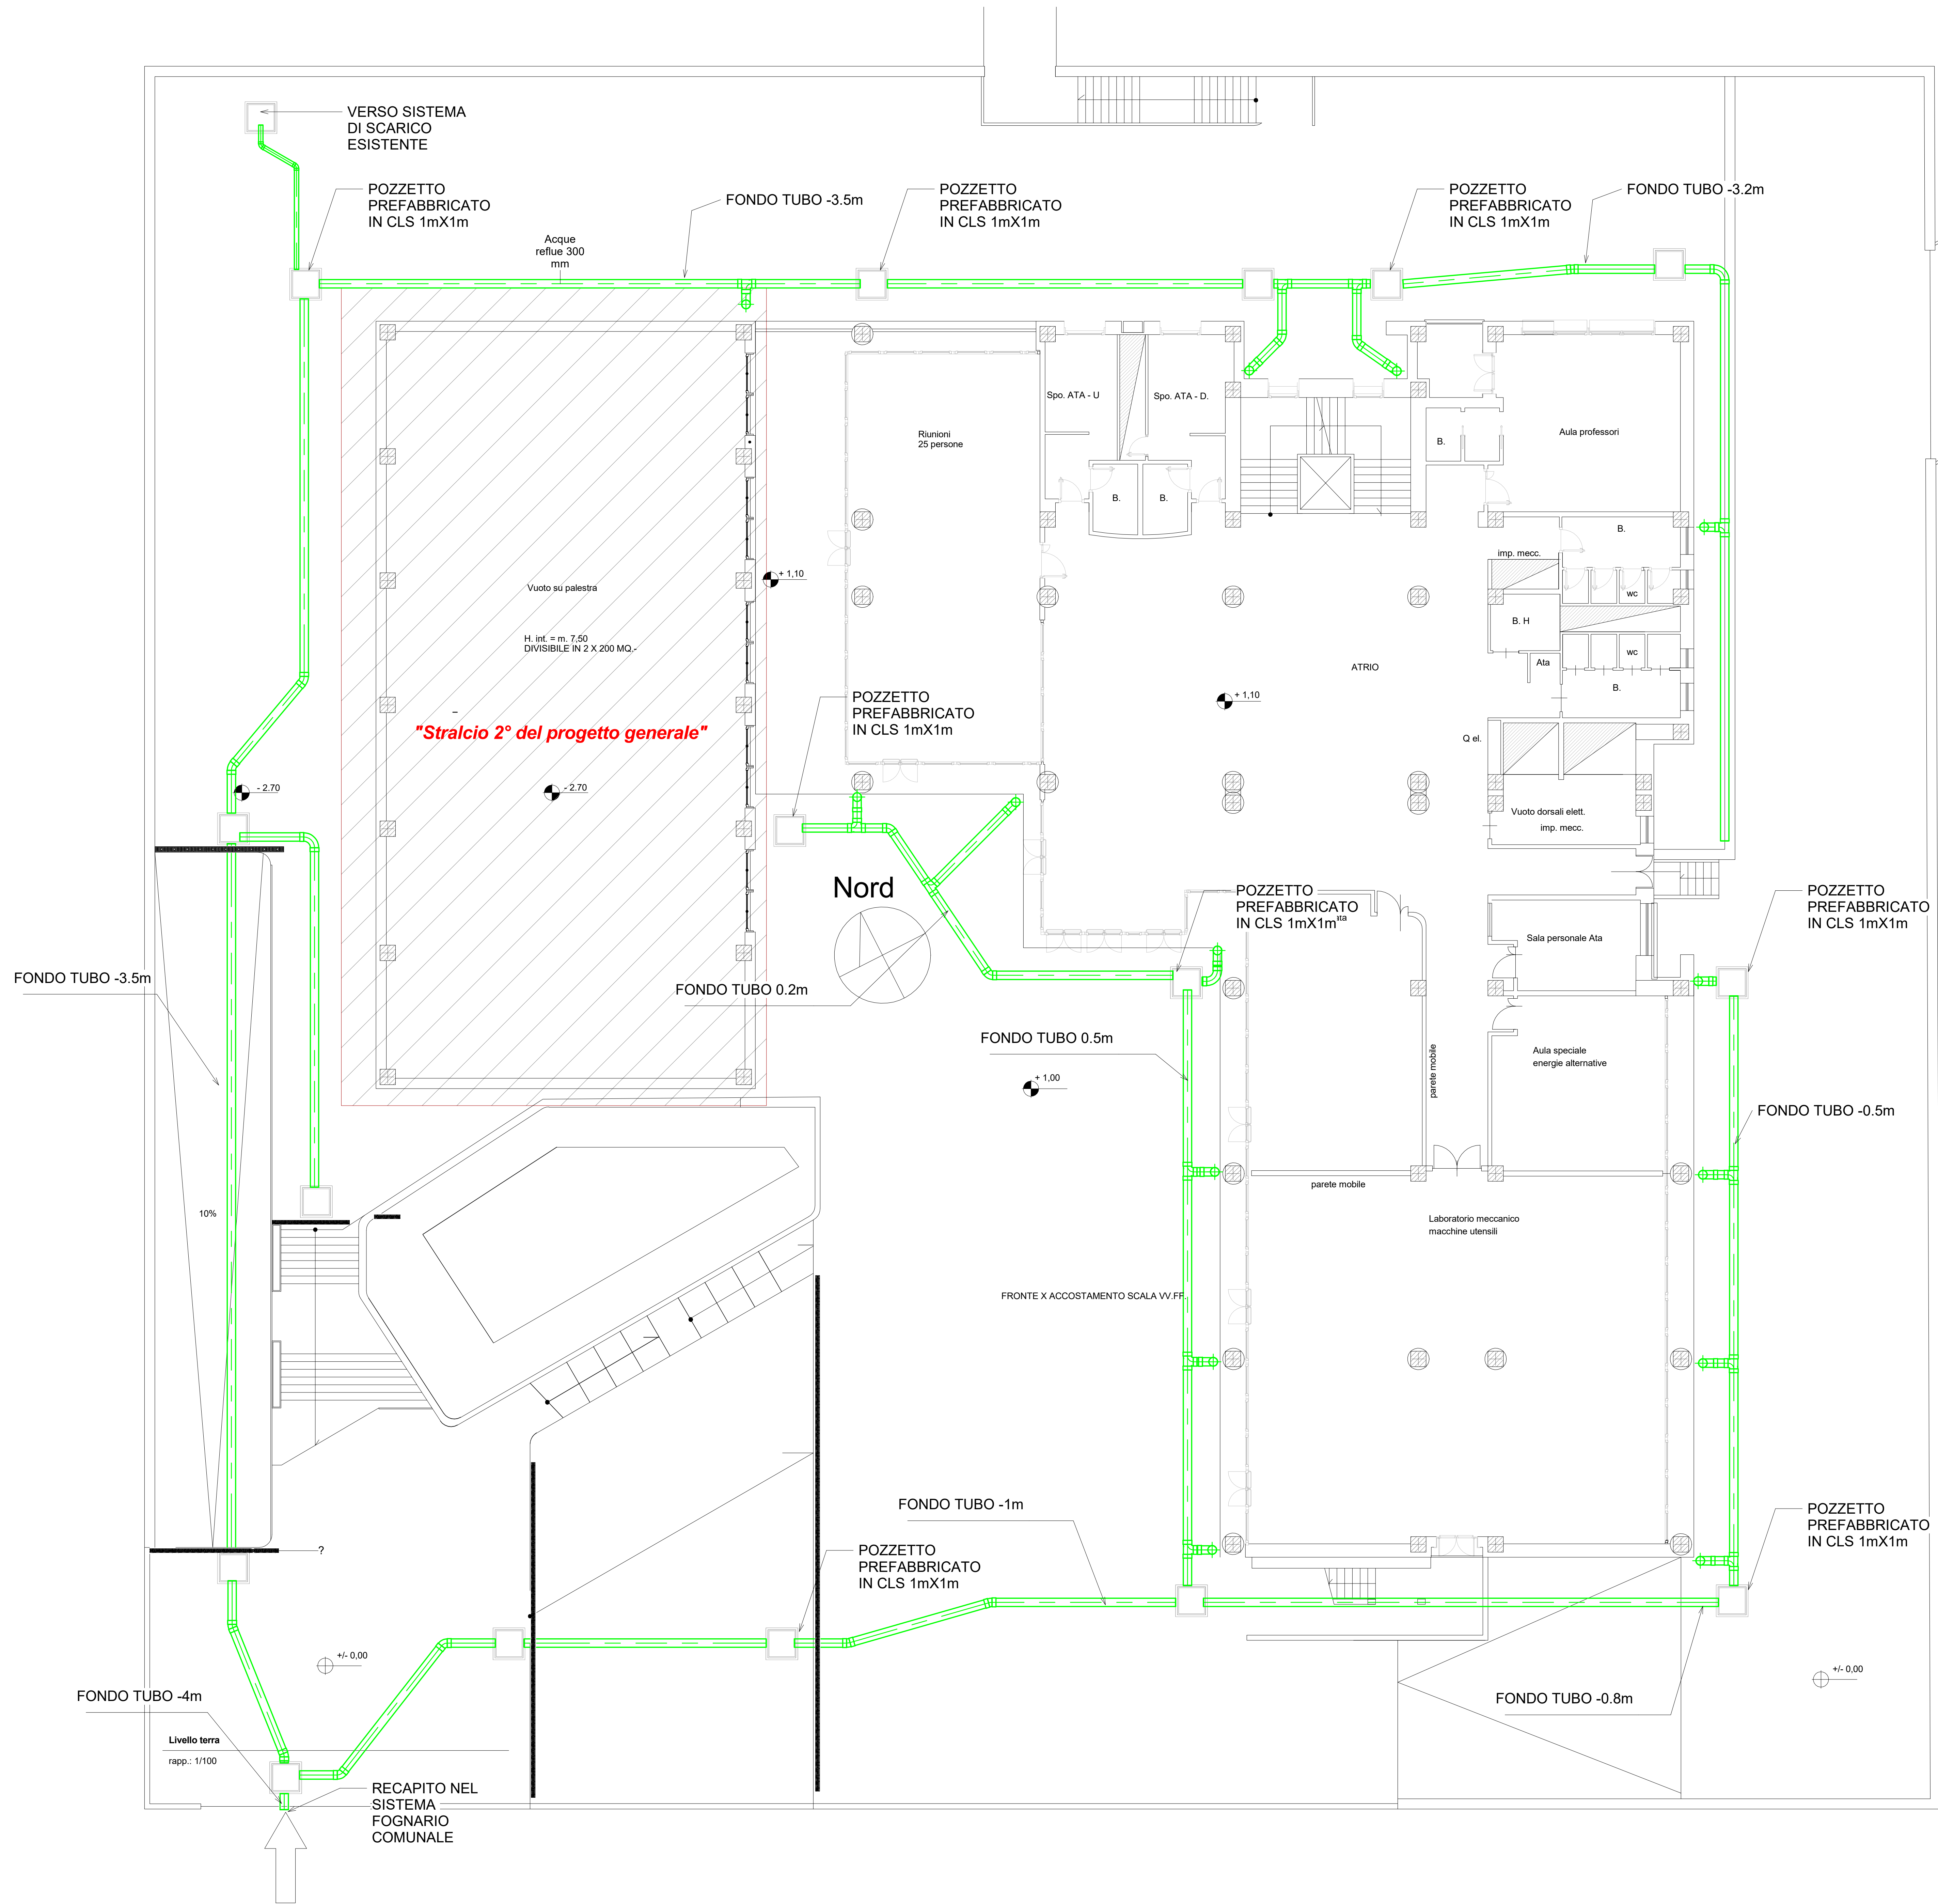 VERSO SISTEMA
DI SCARICO
ESISTENTE
POZZETTO
PREFABBRICATO
IN CLS 1mX1m
FONDO TUBO -3.5m
POZZETTO
PREFABBRICATO
IN CLS 1mX1m
POZZETTO
PREFABBRICATO
IN CLS 1mX1m
FONDO TUBO -3.2m
Acque
reflue 300
mm
Spo. ATA - U
Spo. ATA - D.
Riunioni
25 persone
B.
Aula professori
B.
B.
B.
imp. mecc.
+ 1,10
Vuoto su palestra
wc
B. H
H. int. = m. 7,50
DIVISIBILE IN 2 X 200 MQ.-
wc
Ata
ATRIO
B.
+ 1,10
POZZETTO
PREFABBRICATO
IN CLS 1mX1m
"Stralcio 2° del progetto generale"
Q el.
- 2.70
- 2.70
Vuoto dorsali elett.
imp. mecc.
Nord
POZZETTO
PREFABBRICATO
IN CLS 1mX1m
POZZETTO
PREFABBRICATO
IN CLS 1mX1m
Sala personale Ata
FONDO TUBO -3.5m
FONDO TUBO 0.2m
FONDO TUBO 0.5m
Aula speciale
energie alternative
parete mobile
+ 1,00
FONDO TUBO -0.5m
parete mobile
10%
Laboratorio meccanico
macchine utensili
FRONTE X ACCOSTAMENTO SCALA VV.FF.
FONDO TUBO -1m
POZZETTO
PREFABBRICATO
IN CLS 1mX1m
?
POZZETTO
PREFABBRICATO
IN CLS 1mX1m
+/- 0,00
+/- 0,00
FONDO TUBO -4m
FONDO TUBO -0.8m
Livello terra
rapp.: 1/100
RECAPITO NEL
SISTEMA
FOGNARIO
COMUNALE